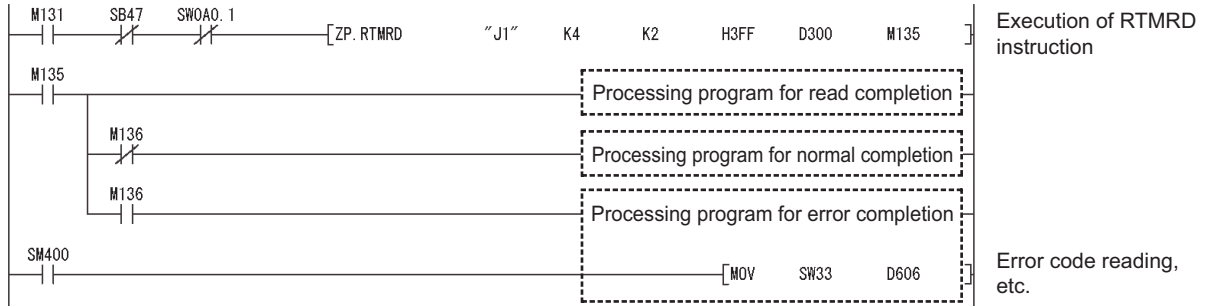 M131 SB47 SW0A0.1
[ZP.RTMRD "J1" K4 K2 H3FF D300 M135 ]
Execution of RTMRD
instruction
M135
Processing program for read completion
M136
Processing program for normal completion
M136
Processing program for error completion
SM400
[MOV SW33 D606 ]
Error code reading,
etc.